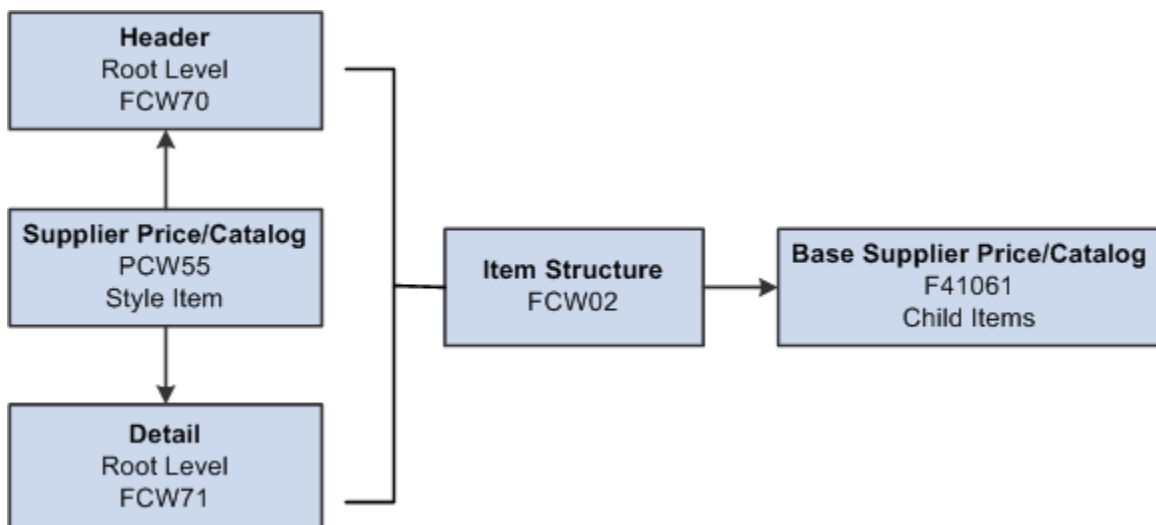 Header
Root Level
FCW70
Supplier Price/Catalog
PCW55
Style Item
Detail
Root Level
FCW71
Item Structure
FCW02
Base Supplier Price/Catalog
F41061
Child Items